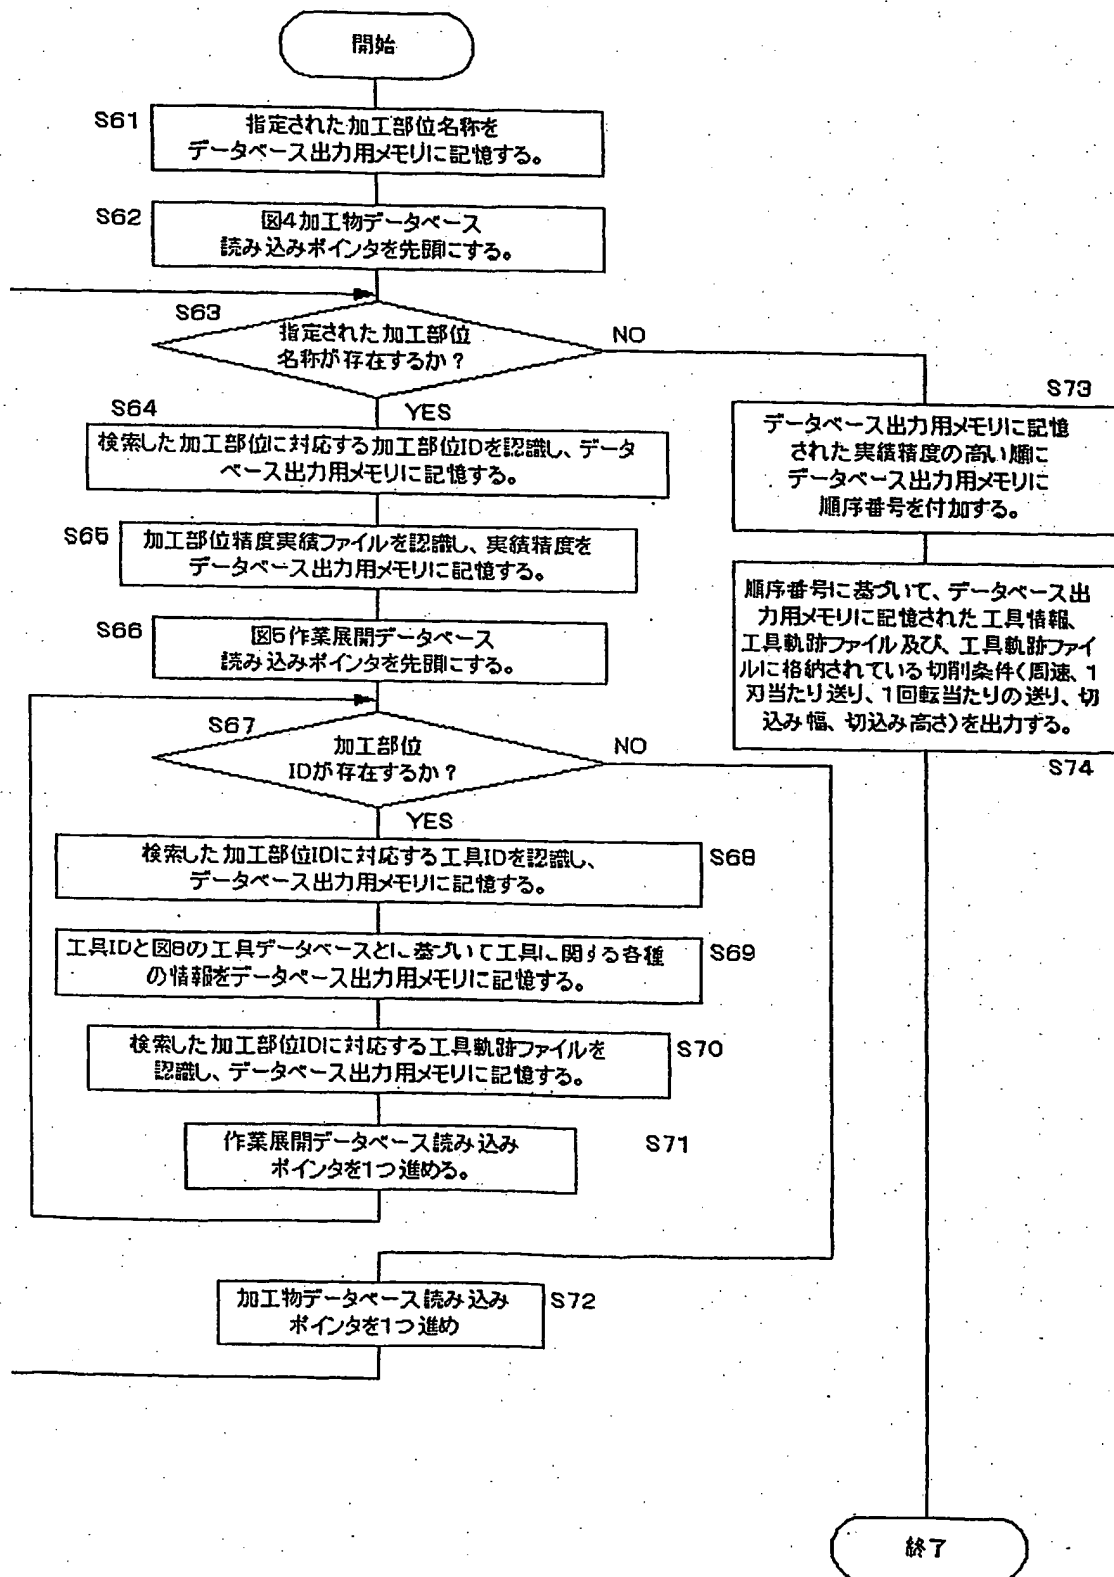 開始
S61
指定された加工部位名称を
データベース出力用メモリに記憶する。
S62
図4加工物データベース
読み込みポインタを先頭にする。
S63
指定された加工部位
名称が存在するか？
NO
YES
S64
検索した加工部位に対応する加工部位IDを認識し、データ
ベース出力用メモリに記憶する。
S65
加工部位精度実績ファイルを認識し、実績精度を
データベース出力用メモリに記憶する。
S66
図5作業展開データベース
読み込みポインタを先頭にする。
S67
加工部位
IDが存在するか？
NO
YES
検索した加工部位IDに対応する工具IDを認識し、
データベース出力用メモリに記憶する。
S68
工具IDと図8の工具データベースとに基づいて工具に関する各種
の情報をデータベース出力用メモリに記憶する。
S69
検索した加工部位IDに対応する工具軌跡ファイルを
認識し、データベース出力用メモリに記憶する。
S70
作業展開データベース読み込み
ポインタを1つ進める。
S71
加工物データベース読み込み
ポインタを1つ進め
S72
S73
データベース出力用メモリに記憶
された実績精度の高い順に
データベース出力用メモリに
順序番号を付加する。
順序番号に基づいて、データベース出
力用メモリに記憶された工具情報、
工具軌跡ファイル及び、工具軌跡ファイ
ルに格納されている切削条件(周速、1
刃当たり送り、1回転当たりの送り、切
込み幅、切込み高さ)を出力する。
S74
終了